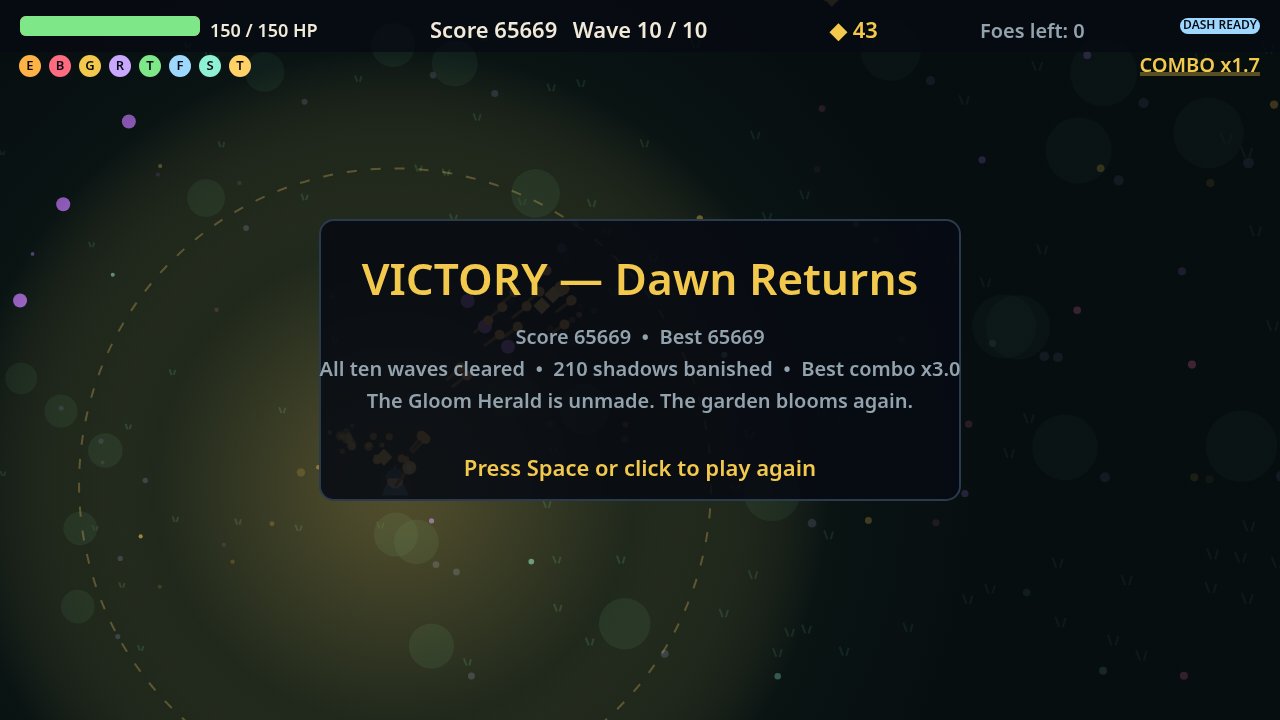 150 / 150 HP
Score 65669 Wave 10 / 10
◆ 43
Foes left: 0
DASH READY
E B G R T F S T
COMBO x1.7
VICTORY — Dawn Returns
Score 65669 • Best 65669
All ten waves cleared • 210 shadows banished • Best combo x3.0
The Gloom Herald is unmade. The garden blooms again.
Press Space or click to play again